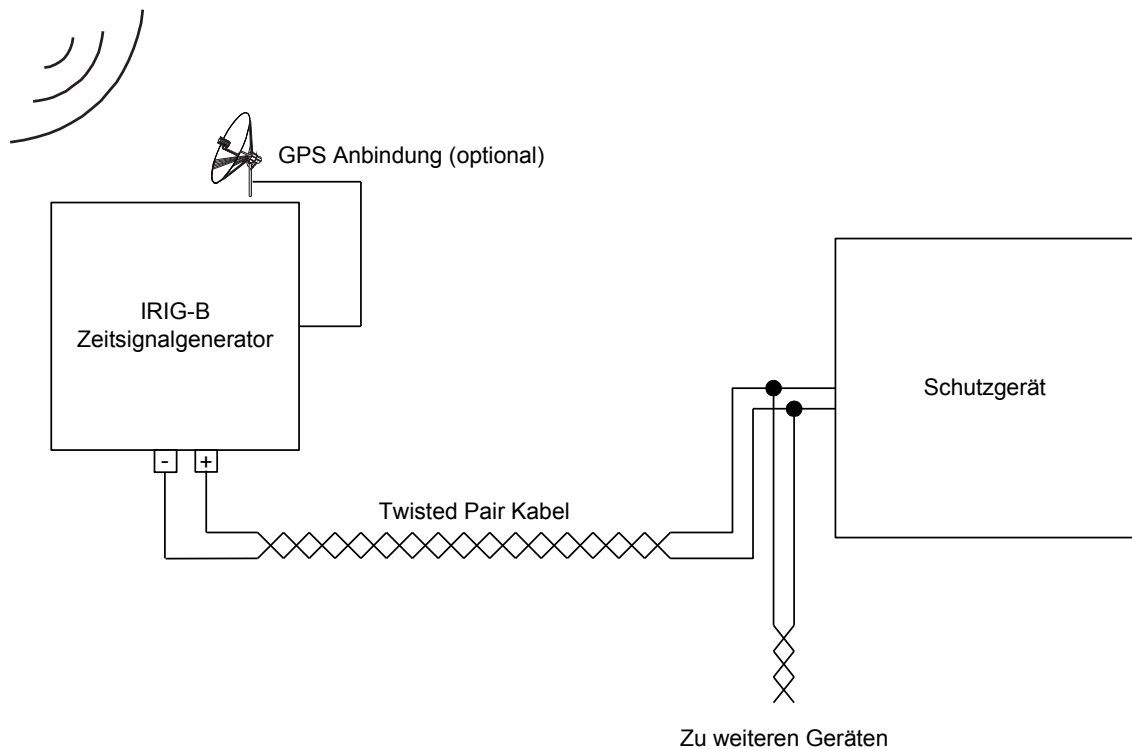 GPS Anbindung (optional)
IRIG-B
Zeitsignalgenerator
Schutzgerät
- +
Twisted Pair Kabel
Zu weiteren Geräten